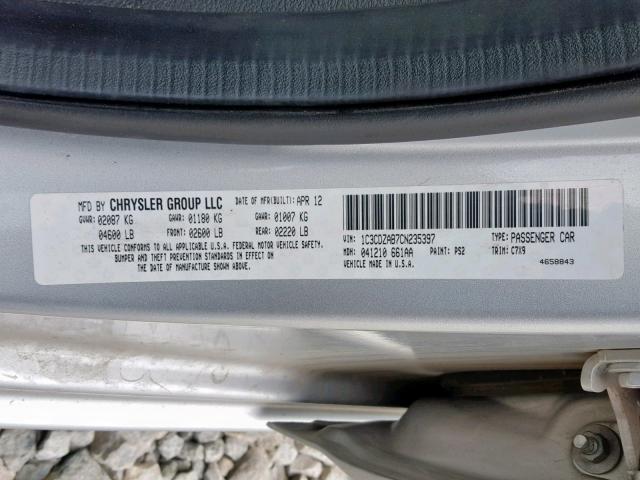 MFD BY CHRYSLER GROUP LLC DATE OF MFR(BUILT): APR 12
GVWR: 02087 KG GAWR: 01180 KG GAWR: 01007 KG
04600 LB FRONT: 02600 LB REAR: 02220 LB
THIS VEHICLE CONFORMS TO ALL APPLICABLE U.S.A. FEDERAL MOTOR VEHICLE SAFETY, BUMPER,
AND THEFT PREVENTION STANDARDS IN EFFECT ON
THE DATE OF MANUFACTURE SHOWN ABOVE.
VIN: 1C3CDZAB7CN235397 TYPE: PASSENGER CAR
MDH: 041210 661AA PAINT: PS2 TRIM: C7X9
VEHICLE MADE IN U.S.A. 4658843